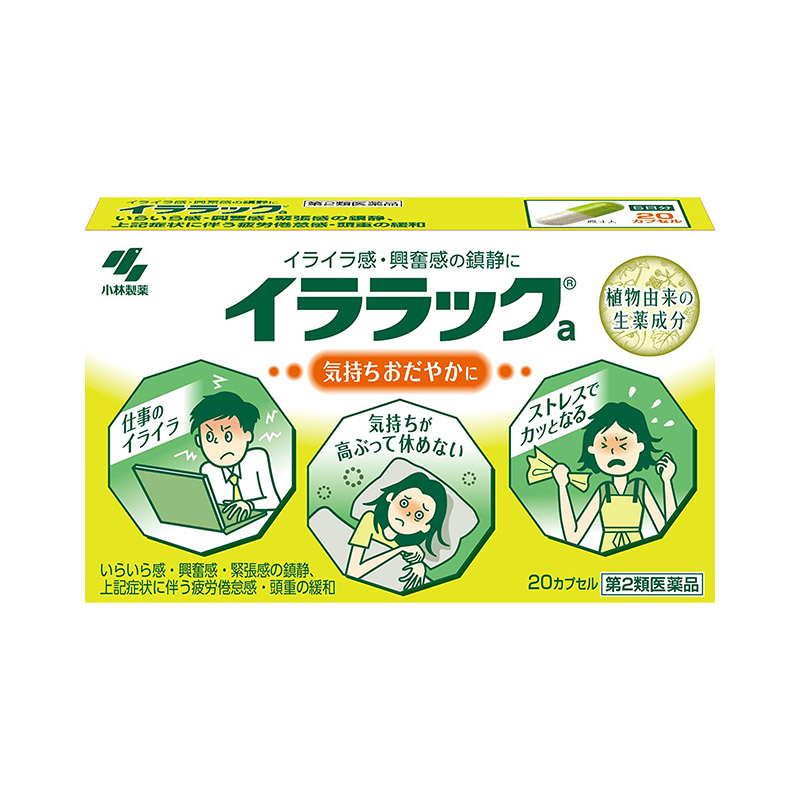 イライラ感・興奮感の鎮静に
イララックa
第2類医薬品
いらいら感・興奮感・緊張感の鎮静、
上記症状に伴う疲労倦怠感・頭重の緩和
5日分
20
カプセル
小林製薬
イライラ感・興奮感の鎮静に
イララック®a
植物由来の
生薬成分
気持ちおだやかに
仕事の
イライラ
気持ちが
高ぶって休めない
ストレスで
カッとなる
いらいら感・興奮感・緊張感の鎮静、
上記症状に伴う疲労倦怠感・頭重の緩和
20カプセル 第2類医薬品